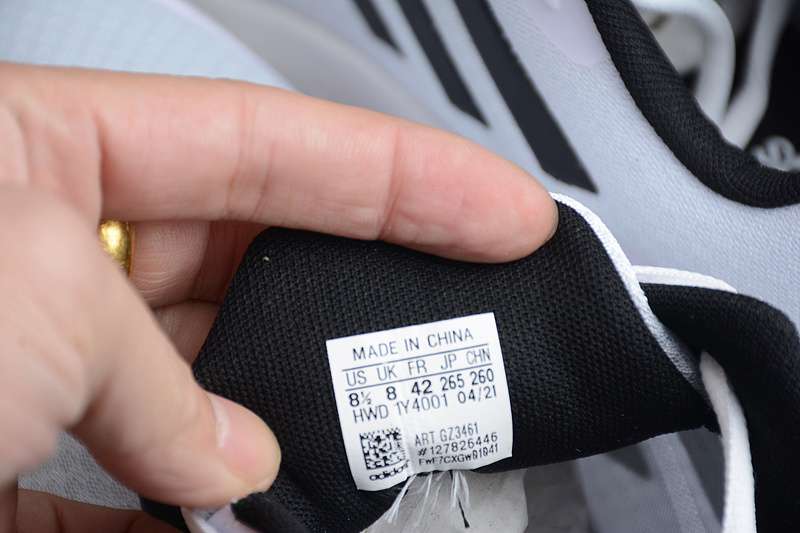 MADE IN CHINA
US UK FR JP CHN
8½ 8 42 265 260
HWD 1Y4001 04/21
ART GZ3461
#127826446
FWF7CXGW01041
adidas